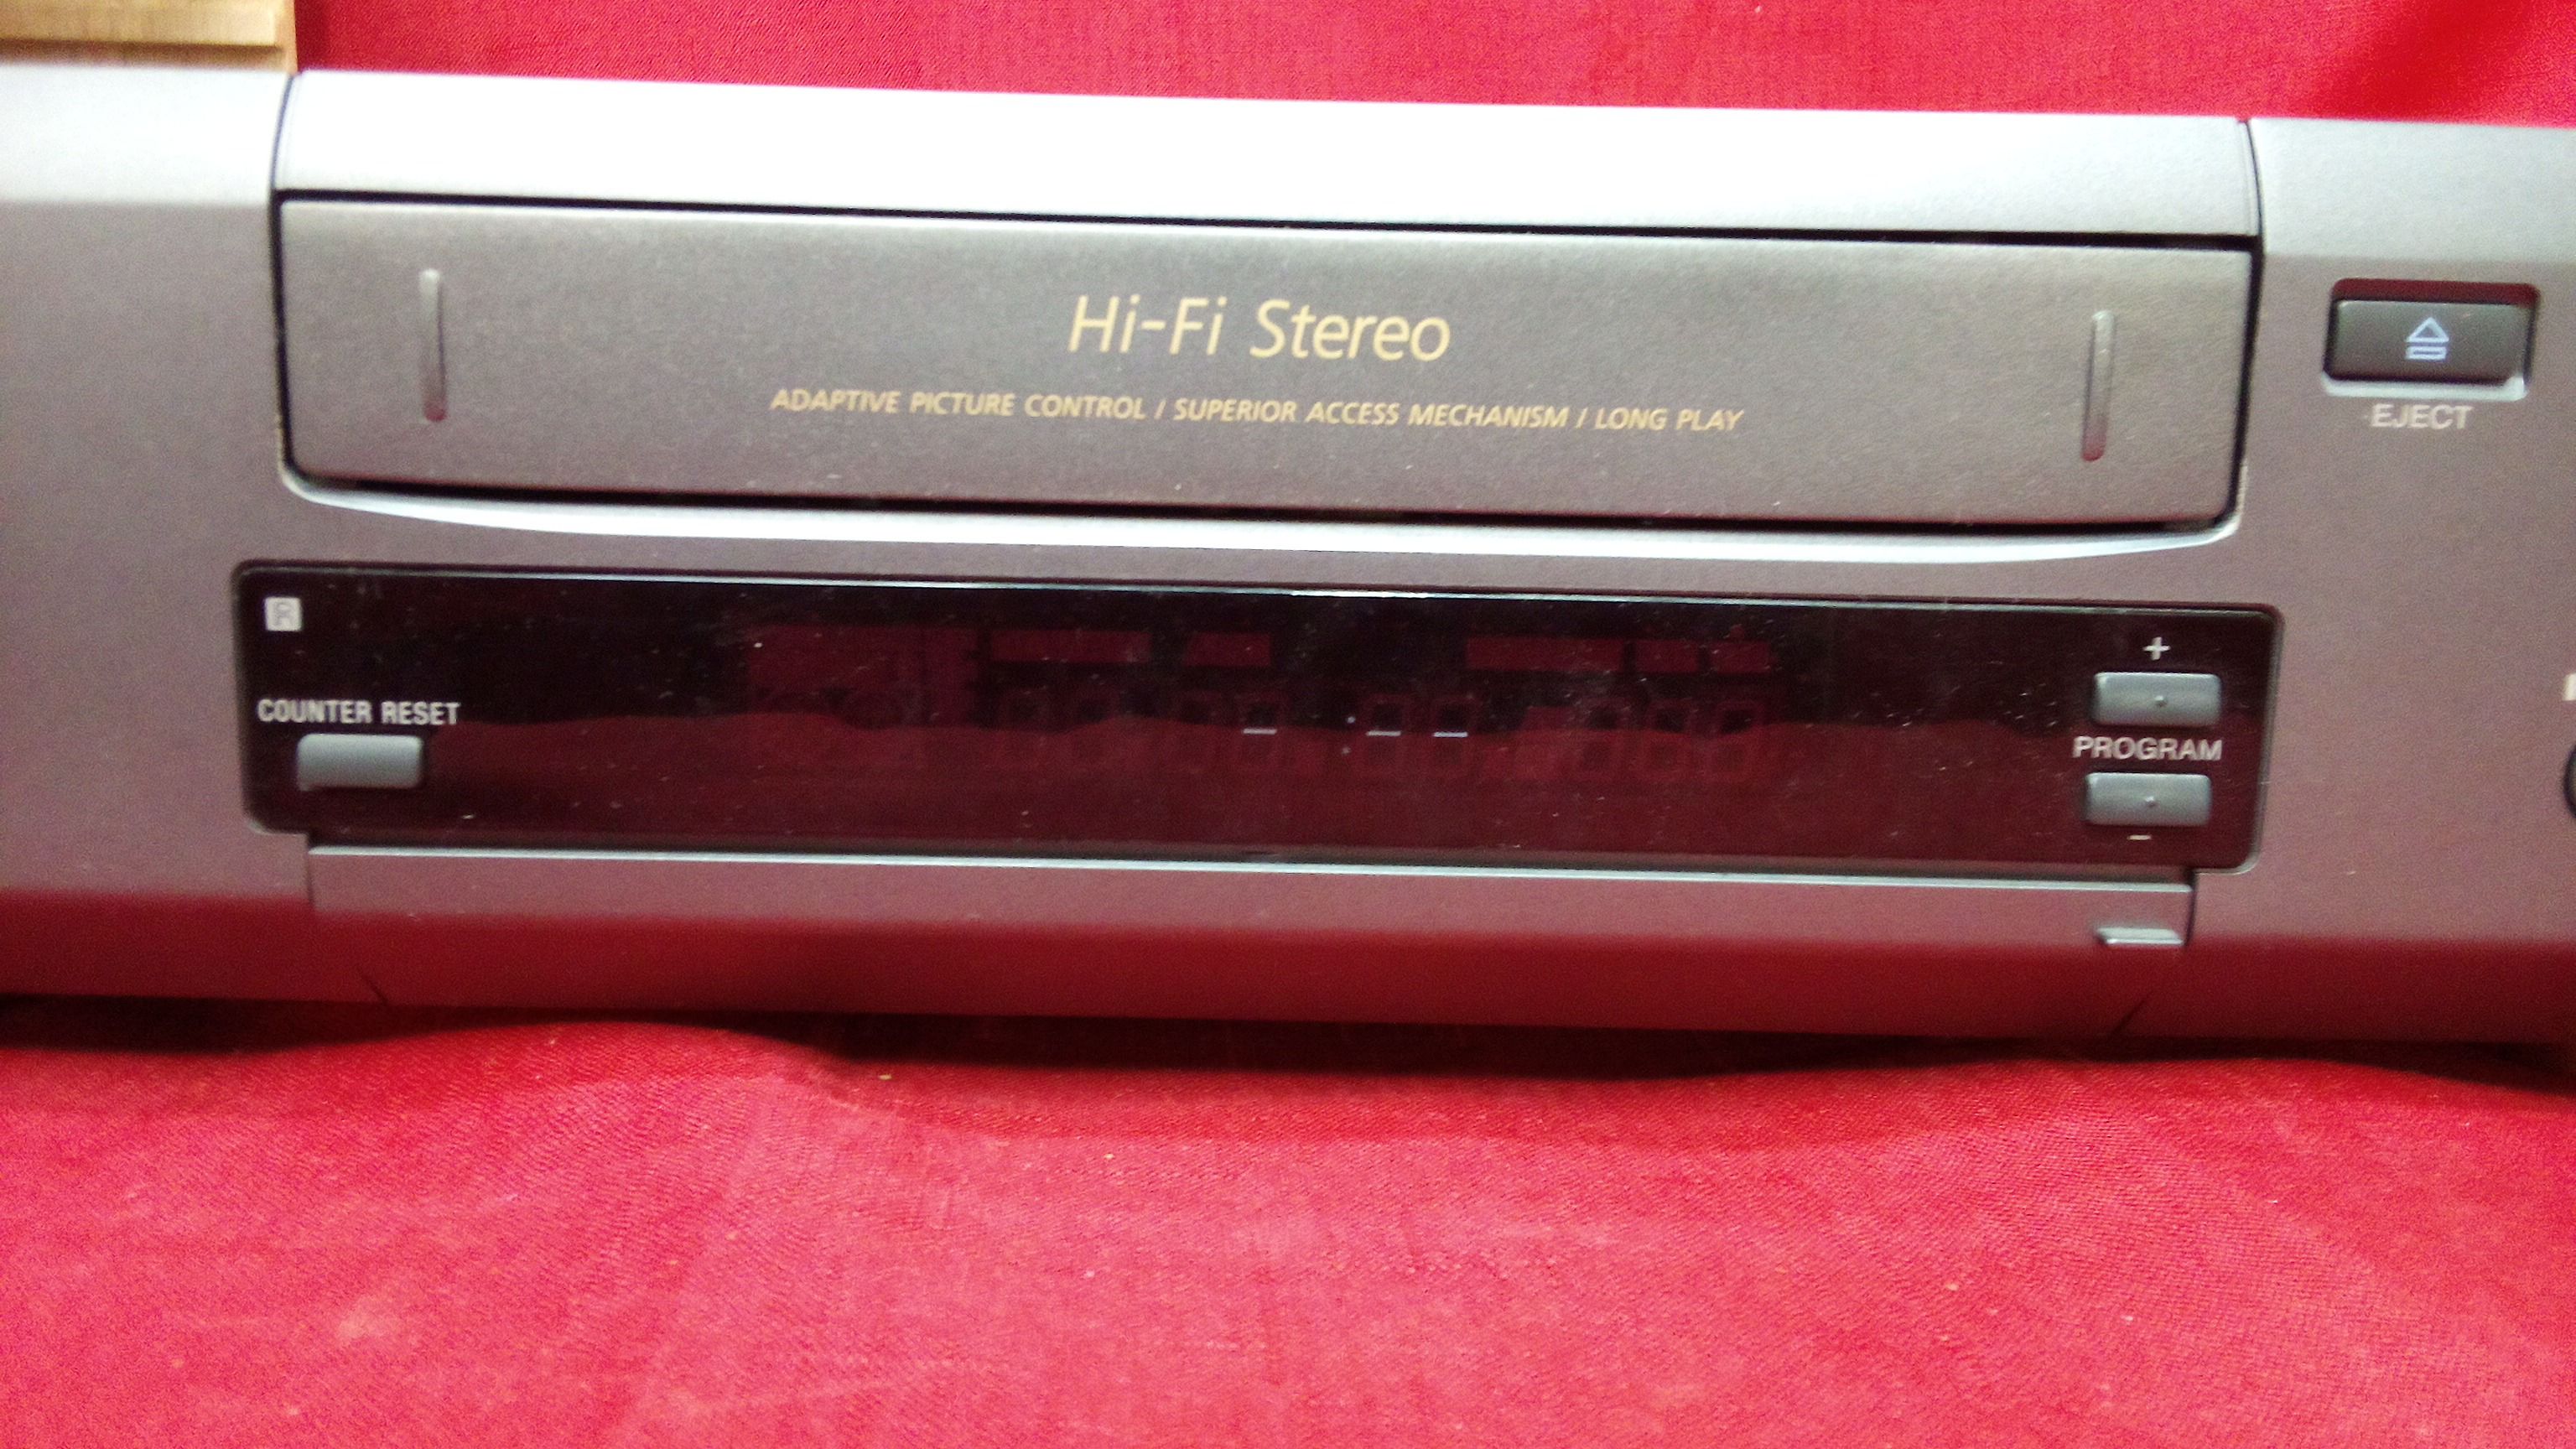 Hi-Fi Stereo
ADAPTIVE PICTURE CONTROL / SUPERIOR ACCESS MECHANISM / LONG PLAY
EJECT
R
COUNTER RESET
- : - -
+
PROGRAM
-